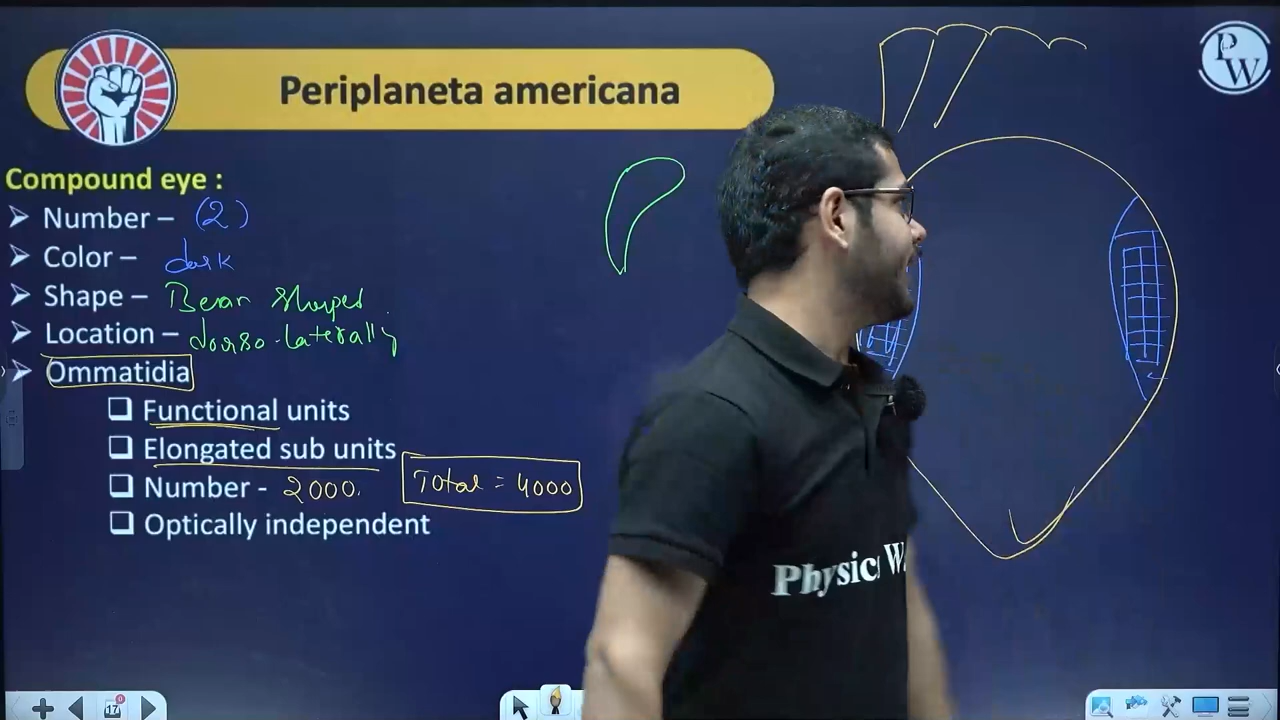 Periplaneta americana
PW
Compound eye :
Number – (2)
Color – dark
Shape – Bean shaped
Location – dorso-laterally
Ommatidia
Functional units
Elongated sub units
Number - 2000. Total = 4000
Optically independent
Physics W
17